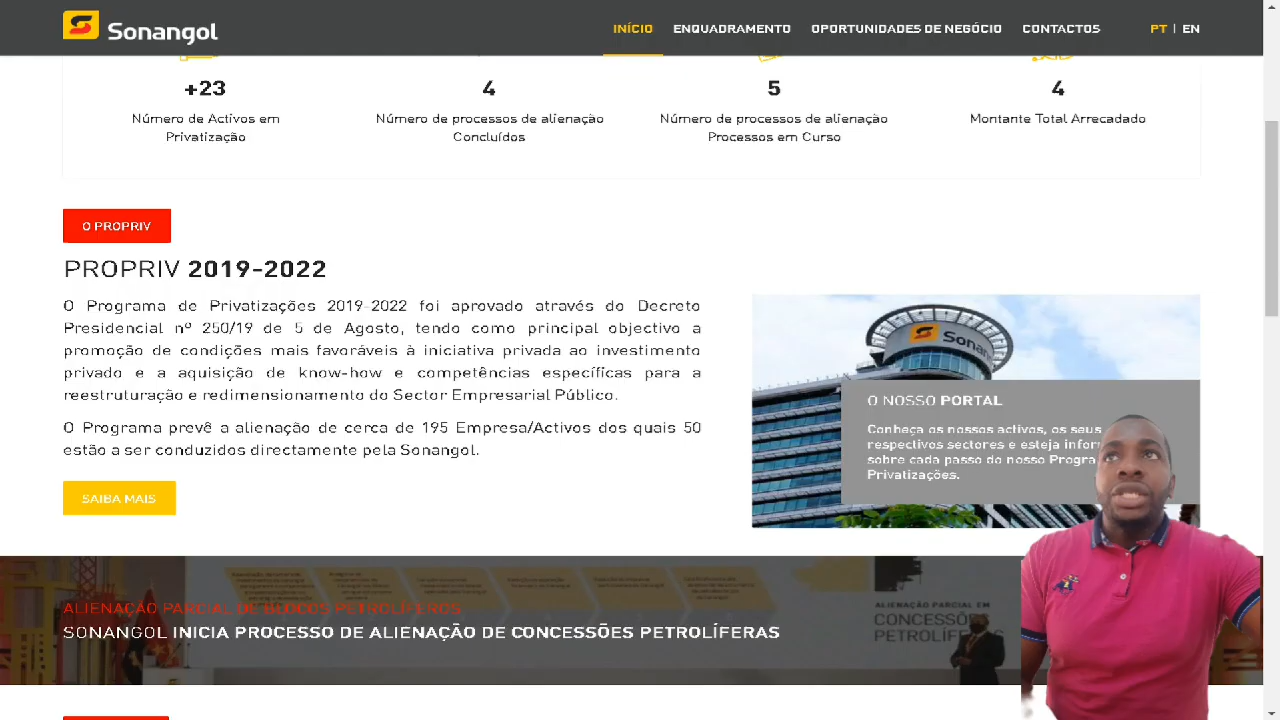 Sonangol
INÍCIO ENQUADRAMENTO OPORTUNIDADES DE NEGÓCIO CONTACTOS PT | EN
+23
Número de Activos em
Privatização
4
Número de processos de alienação
Concluídos
5
Número de processos de alienação
Processos em Curso
4
Montante Total Arrecadado
O PROPRIV
PROPRIV 2019-2022
O Programa de Privatizações 2019-2022 foi aprovado através do Decreto
Presidencial nº 250/19 de 5 de Agosto, tendo como principal objectivo a
promoção de condições mais favoráveis à iniciativa privada ao investimento
privado e a aquisição de know-how e competências específicas para a
reestruturação e redimensionamento do Sector Empresarial Público.
O Programa prevê a alienação de cerca de 195 Empresa/Activos dos quais 50
estão a ser conduzidos directamente pela Sonangol.
SAIBA MAIS
O NOSSO PORTAL
Conheça os nossos activos, os seus
respectivos sectores e esteja
sobre cada passo do nosso
Privatizações.
ALIENAÇÃO PARCIAL DE BLOCOS PETROLÍFEROS
SONANGOL INICIA PROCESSO DE ALIENAÇÃO DE CONCESSÕES PETROLÍFERAS
ALIENAÇÃO PARCIAL EM